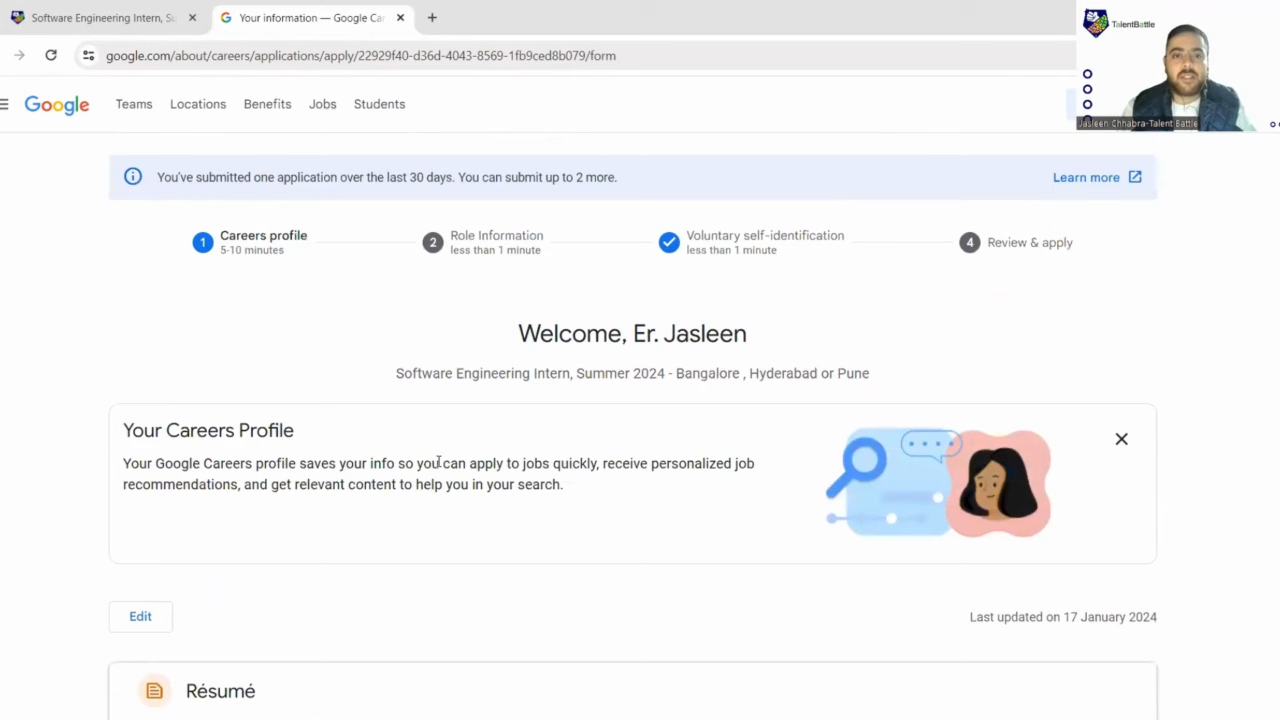 Software Engineering Intern, Su
Your information — Google Car
google.com/about/careers/applications/apply/22929f40-d36d-4043-8569-1fb9ced8b079/form
TalentBattle
Jasleen Chhabra-Talent Battle
Google
Teams
Locations
Benefits
Jobs
Students
You've submitted one application over the last 30 days. You can submit up to 2 more.
Learn more
1
Careers profile
5-10 minutes
2
Role Information
less than 1 minute
Voluntary self-identification
less than 1 minute
4
Review & apply
Welcome, Er. Jasleen
Software Engineering Intern, Summer 2024 - Bangalore , Hyderabad or Pune
Your Careers Profile
Your Google Careers profile saves your info so you can apply to jobs quickly, receive personalized job
recommendations, and get relevant content to help you in your search.
Edit
Last updated on 17 January 2024
Résumé